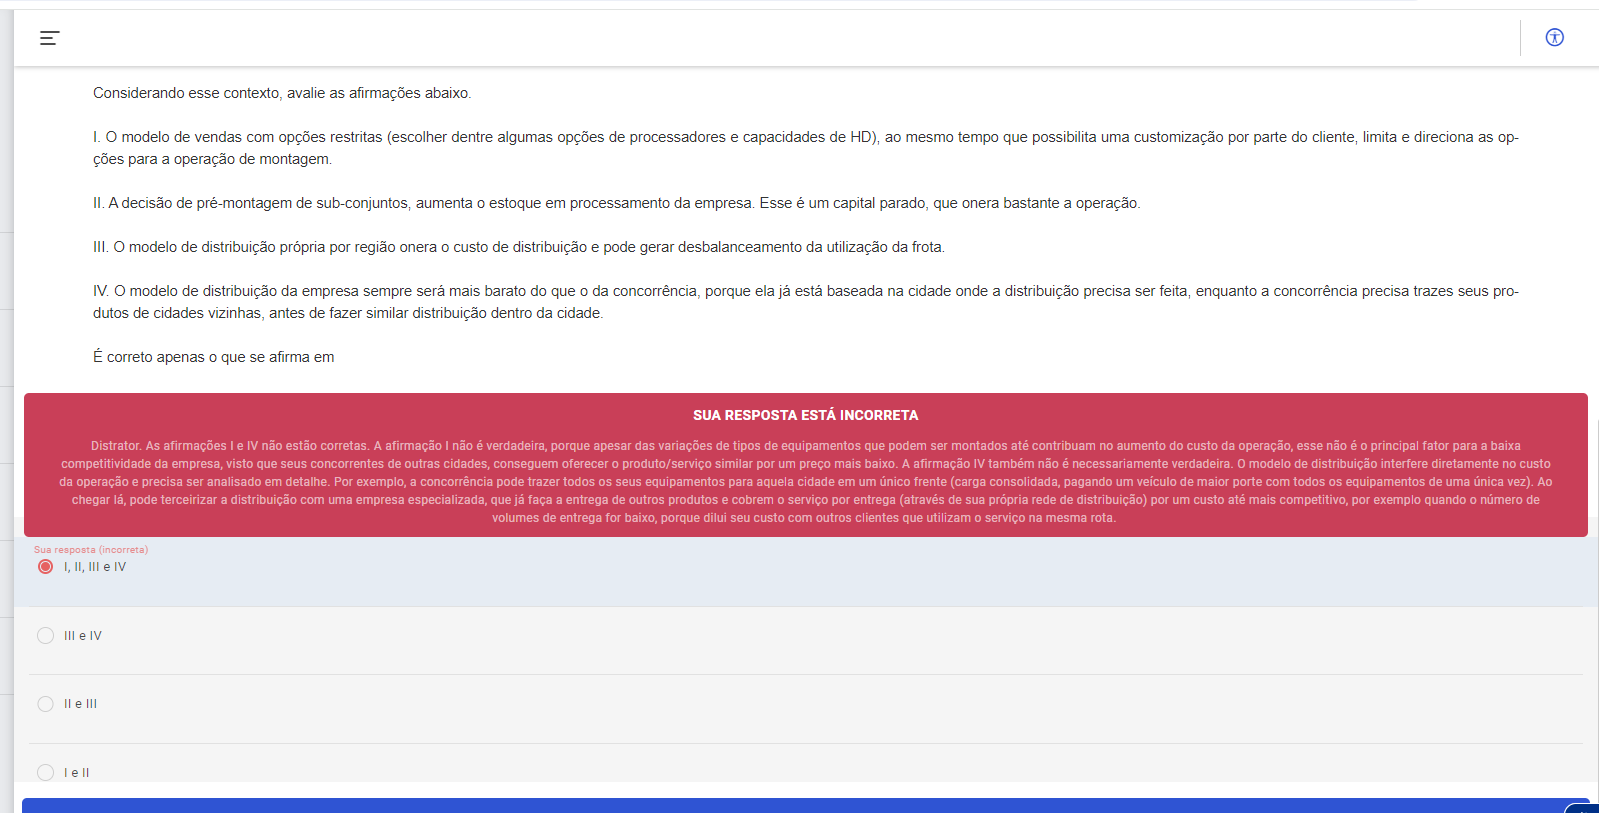 Considerando esse contexto, avalie as afirmações abaixo.
I. O modelo de vendas com opções restritas (escolher dentre algumas opções de processadores e capacidades de HD), ao mesmo tempo que possibilita uma customização por parte do cliente, limita e direciona as op-
ções para a operação de montagem.
II. A decisão de pré-montagem de sub-conjuntos, aumenta o estoque em processamento da empresa. Esse é um capital parado, que onera bastante a operação.
III. O modelo de distribuição própria por região onera o custo de distribuição e pode gerar desbalanceamento da utilização da frota.
IV. O modelo de distribuição da empresa sempre será mais barato do que o da concorrência, porque ela já está baseada na cidade onde a distribuição precisa ser feita, enquanto a concorrência precisa trazes seus pro-
dutos de cidades vizinhas, antes de fazer similar distribuição dentro da cidade.
É correto apenas o que se afirma em
SUA RESPOSTA ESTÁ INCORRETA
Distrator. As afirmações I e IV não estão corretas. A afirmação I não é verdadeira, porque apesar das variações de tipos de equipamentos que podem ser montados até contribuam no aumento do custo da operação, esse não é o principal fator para a baixa
competitividade da empresa, visto que seus concorrentes de outras cidades, conseguem oferecer o produto/serviço similar por um preço mais baixo. A afirmação IV também não é necessariamente verdadeira. O modelo de distribuição interfere diretamente no custo
da operação e precisa ser analisado em detalhe. Por exemplo, a concorrência pode trazer todos os seus equipamentos para aquela cidade em um único frente (carga consolidada, pagando um veículo de maior porte com todos os equipamentos de uma única vez). Ao
chegar lá, pode terceirizar a distribuição com uma empresa especializada, que já faça a entrega de outros produtos e cobrem o serviço por entrega (através de sua própria rede de distribuição) por um custo até mais competitivo, por exemplo quando o número de
volumes de entrega for baixo, porque dilui seu custo com outros clientes que utilizam o serviço na mesma rota.
Sua resposta (incorreta)
I, II, III e IV
III e IV
II e III
I e II